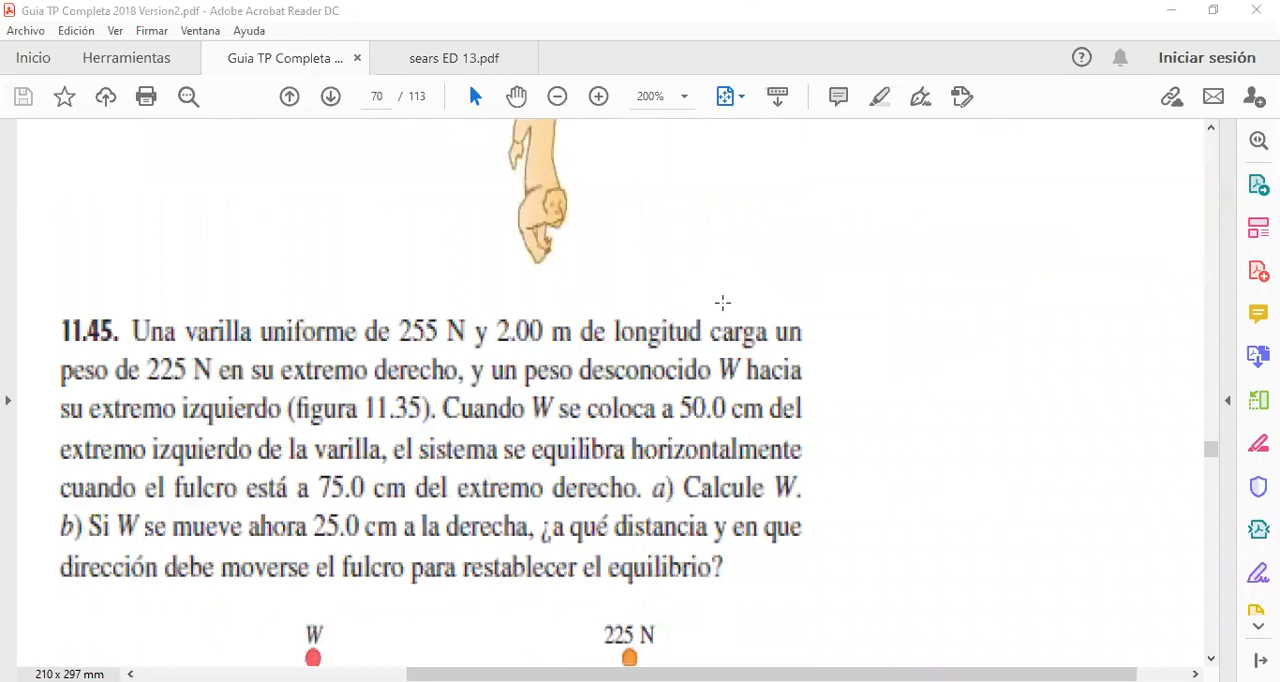 Guia TP Completa 2018 Version2.pdf - Adobe Acrobat Reader DC
Archivo Edición Ver Firmar Ventana Ayuda
Inicio Herramientas Guia TP Completa ... × sears ED 13.pdf Iniciar sesión
70 / 113 200%
11.45. Una varilla uniforme de 255 N y 2.00 m de longitud carga un
peso de 225 N en su extremo derecho, y un peso desconocido W hacia
su extremo izquierdo (figura 11.35). Cuando W se coloca a 50.0 cm del
extremo izquierdo de la varilla, el sistema se equilibra horizontalmente
cuando el fulcro está a 75.0 cm del extremo derecho. a) Calcule W.
b) Si W se mueve ahora 25.0 cm a la derecha, ¿a qué distancia y en que
dirección debe moverse el fulcro para restablecer el equilibrio?
W 225 N
210 x 297 mm